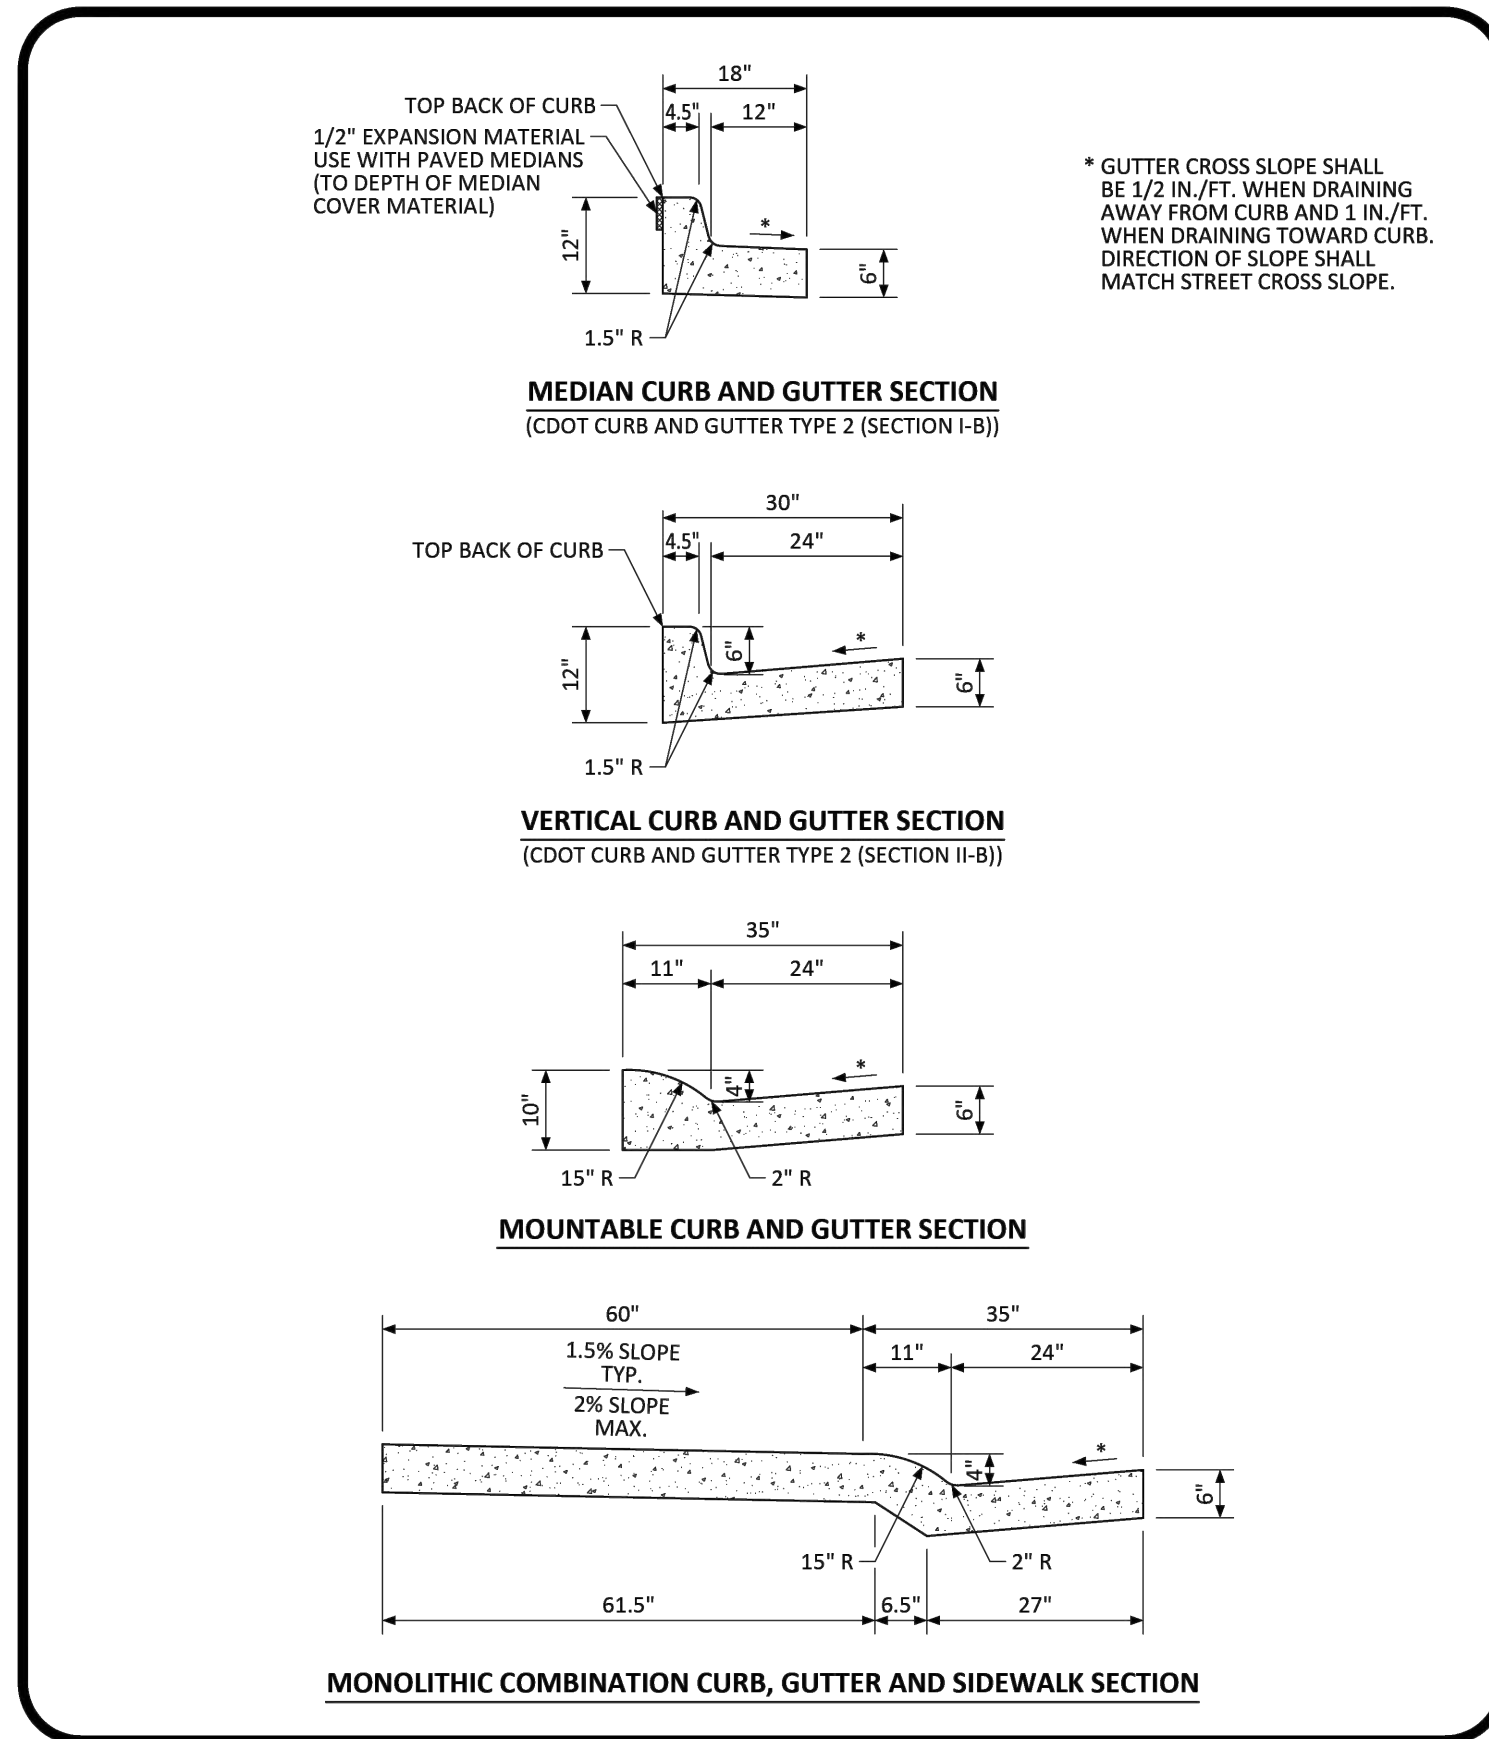 18"
TOP BACK OF CURB
4.5"
12"
1/2" EXPANSION MATERIAL
USE WITH PAVED MEDIANS
(TO DEPTH OF MEDIAN
COVER MATERIAL)
* GUTTER CROSS SLOPE SHALL
BE 1/2 IN./FT. WHEN DRAINING
AWAY FROM CURB AND 1 IN./FT.
WHEN DRAINING TOWARD CURB.
DIRECTION OF SLOPE SHALL
MATCH STREET CROSS SLOPE.
*
12"
6"
1.5" R
MEDIAN CURB AND GUTTER SECTION
(CDOT CURB AND GUTTER TYPE 2 (SECTION I-B))
30"
4.5"
24"
TOP BACK OF CURB
*
6"
12"
6"
1.5" R
VERTICAL CURB AND GUTTER SECTION
(CDOT CURB AND GUTTER TYPE 2 (SECTION II-B))
35"
11"
24"
*
4"
10"
6"
15" R
2" R
MOUNTABLE CURB AND GUTTER SECTION
60"
35"
1.5% SLOPE
TYP.
2% SLOPE
MAX.
11"
24"
*
4"
6"
15" R
2" R
61.5"
6.5"
27"
MONOLITHIC COMBINATION CURB, GUTTER AND SIDEWALK SECTION